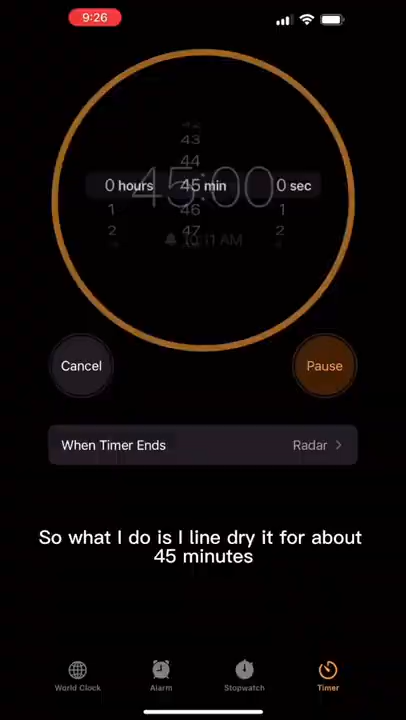 9:26
43
44
45:00
0 hours 45 min 0 sec
1 46 1
2 47 2
10:11 AM
Cancel Pause
When Timer Ends Radar
So what I do is I line dry it for about
45 minutes
World Clock Alarm Stopwatch Timer